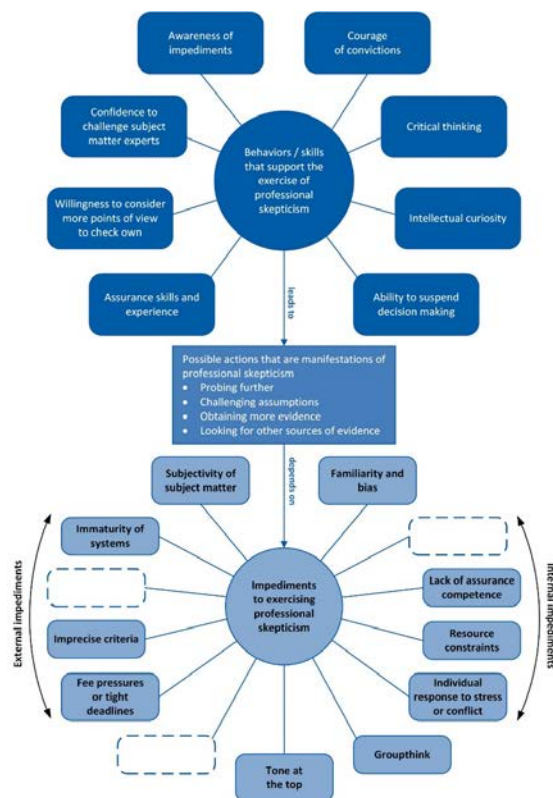 Awareness of
impediments
Courage
of convictions
Confidence to
challenge subject
matter experts
Critical thinking
Behaviors / skills
that support the
exercise of
professional
skepticism
Willingness to consider
more points of view
to check own
Intellectual curiosity
Assurance skills and
experience
Ability to suspend
decision making
leads to
Possible actions that are manifestations of
professional skepticism
• Probing further
• Challenging assumptions
• Obtaining more evidence
• Looking for other sources of evidence
depends on
Subjectivity of
subject matter
Familiarity and
bias
Immaturity of
systems
External impediments
Internal impediments
Impediments
to exercising
professional
skepticism
Lack of assurance
competence
Imprecise criteria
Resource
constraints
Fee pressures
or tight
deadlines
Individual
response to stress
or conflict
Tone at
the top
Groupthink